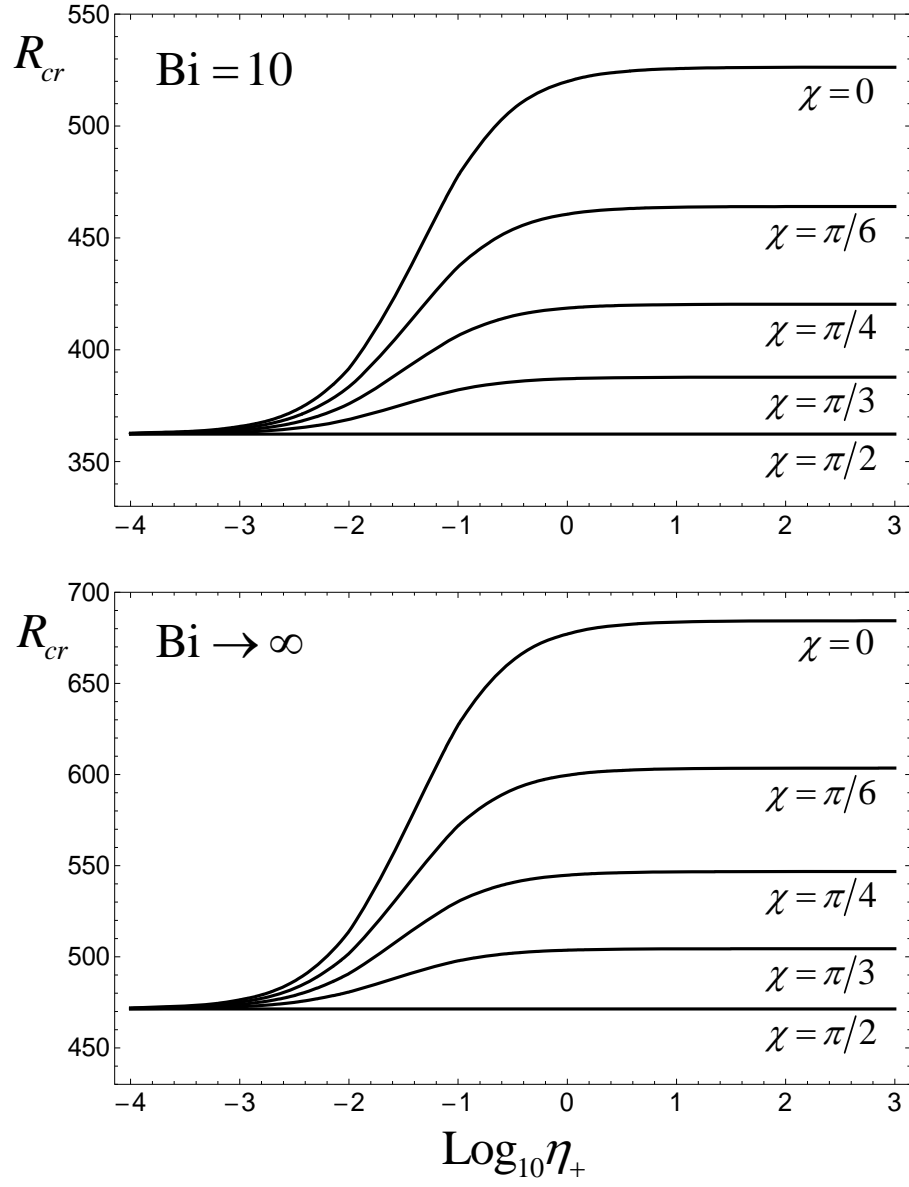 550
R_cr
Bi = 10
χ = 0
500
450
χ = π/6
400
χ = π/4
χ = π/3
350
χ = π/2
−4 −3 −2 −1 0 1 2 3
700
R_cr
Bi → ∞
χ = 0
650
600
χ = π/6
550
χ = π/4
500
χ = π/3
χ = π/2
450
−4 −3 −2 −1 0 1 2 3
Log₁₀η₊